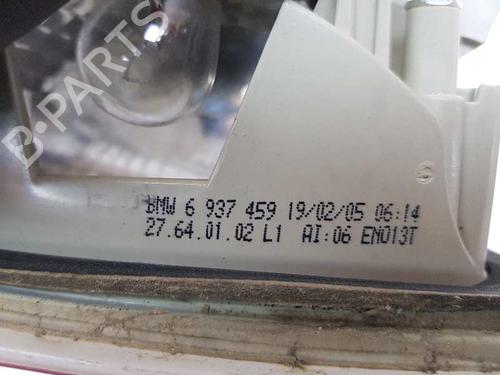 B-PARTS
BMW 6 937 459 19/02/05 06:14
27.64.01.02 L1 AI:06 EN013T